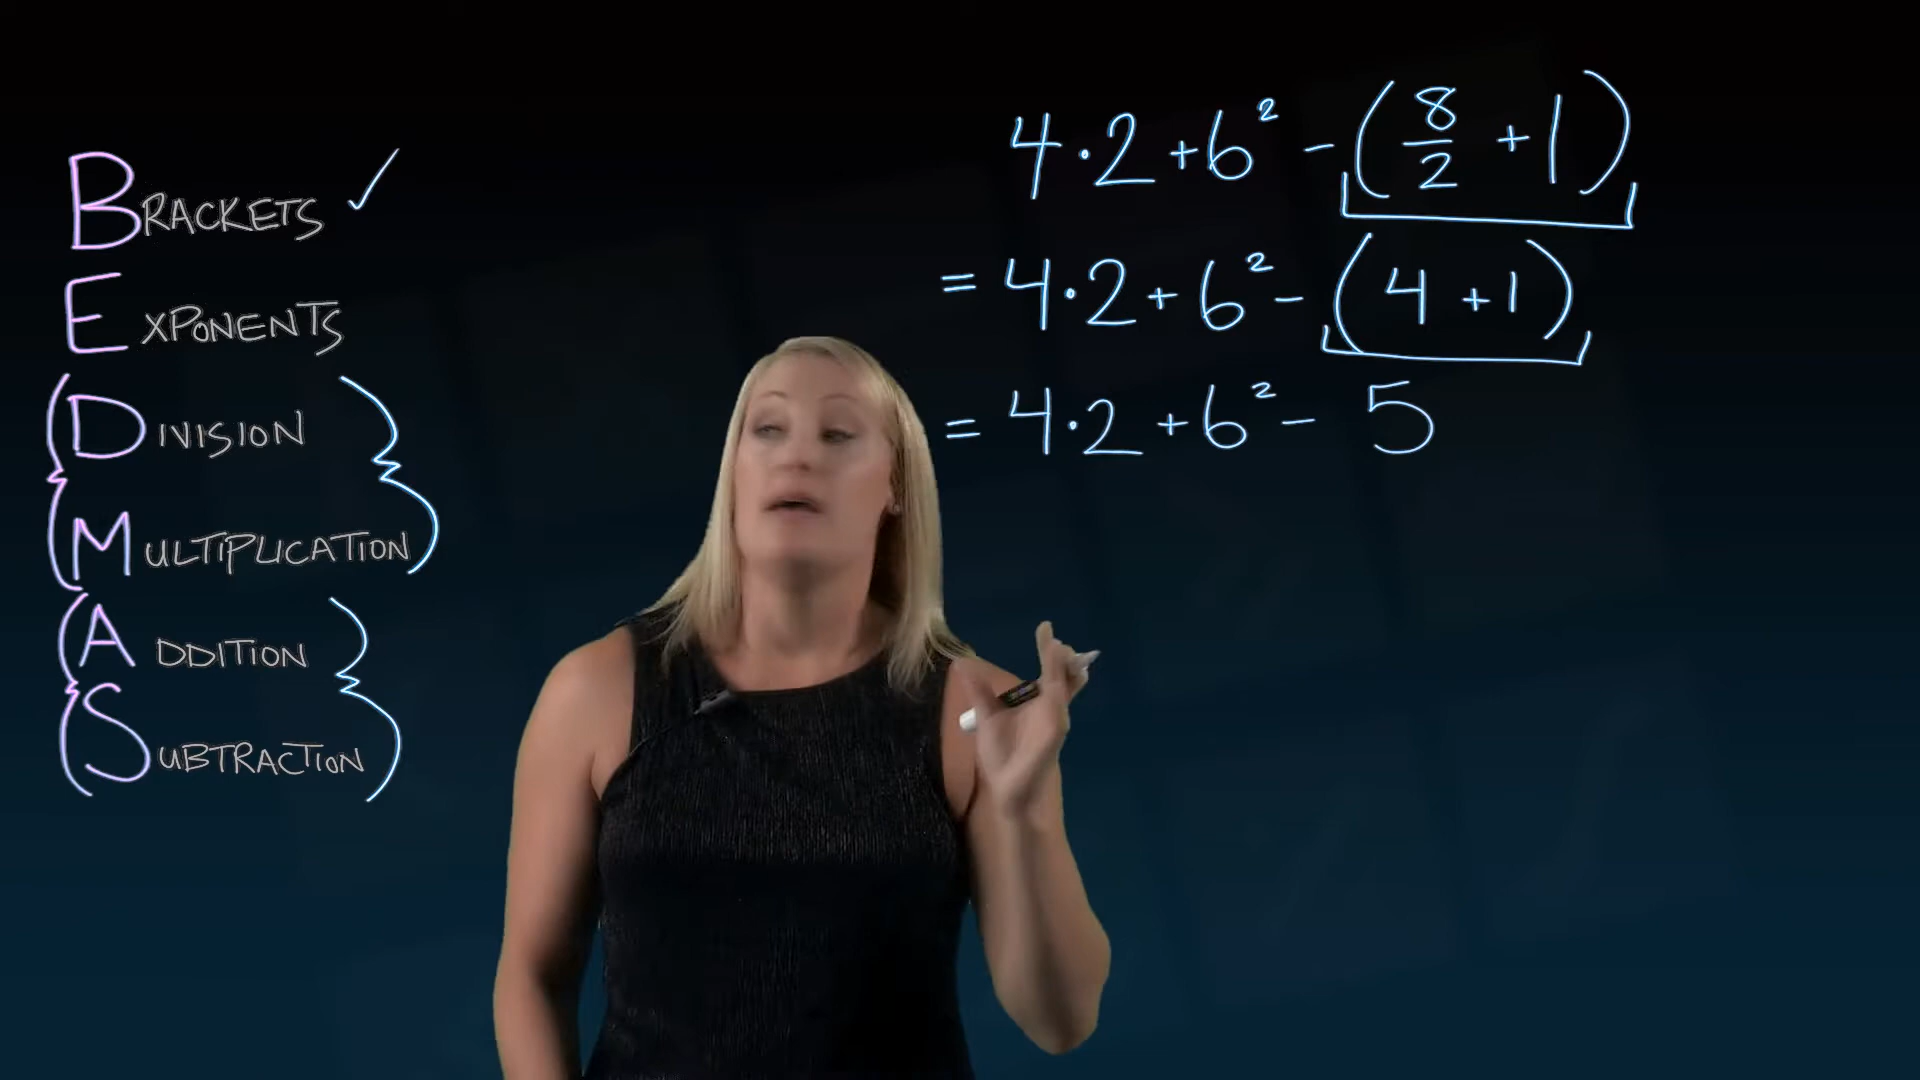 BRACKETS ✓
EXPONENTS
DIVISION
MULTIPLICATION
ADDITION
SUBTRACTION
4·2+6²-(8/2+1)
=4·2+6²-(4+1)
=4·2+6²-5